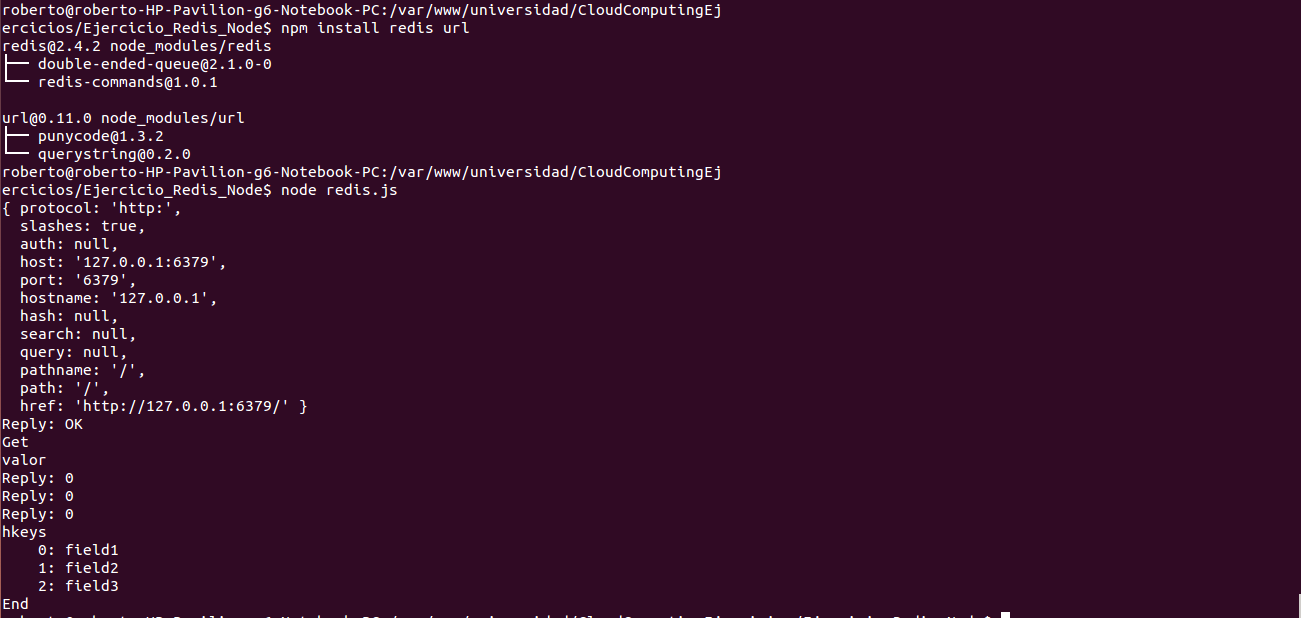 roberto@roberto-HP-Pavilion-g6-Notebook-PC:/var/www/universidad/CloudComputingEj
ercicios/Ejercicio_Redis_Node$ npm install redis url
redis@2.4.2 node_modules/redis
├── double-ended-queue@2.1.0-0
└── redis-commands@1.0.1

url@0.11.0 node_modules/url
├── punycode@1.3.2
└── querystring@0.2.0
roberto@roberto-HP-Pavilion-g6-Notebook-PC:/var/www/universidad/CloudComputingEj
ercicios/Ejercicio_Redis_Node$ node redis.js
{ protocol: 'http:',
  slashes: true,
  auth: null,
  host: '127.0.0.1:6379',
  port: '6379',
  hostname: '127.0.0.1',
  hash: null,
  search: null,
  query: null,
  pathname: '/',
  path: '/',
  href: 'http://127.0.0.1:6379/' }
Reply: OK
Get
valor
Reply: 0
Reply: 0
Reply: 0
hkeys
    0: field1
    1: field2
    2: field3
End